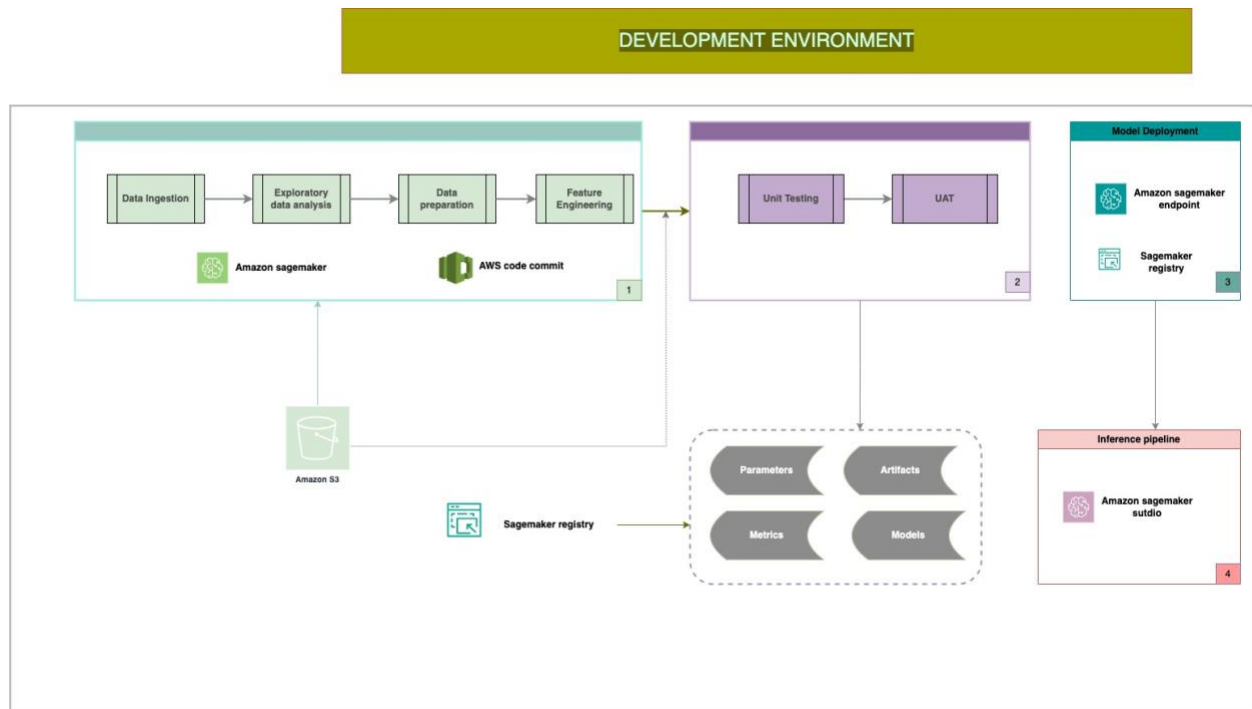 DEVELOPMENT ENVIRONMENT
Data Ingestion
Exploratory
data analysis
Data
preparation
Feature
Engineering
Amazon sagemaker
AWS code commit
1
Unit Testing
UAT
2
Model Deployment
Amazon sagemaker
endpoint
Sagemaker
registry
3
Amazon S3
Sagemaker registry
Parameters
Artifacts
Metrics
Models
Inference pipeline
Amazon sagemaker
sutdio
4